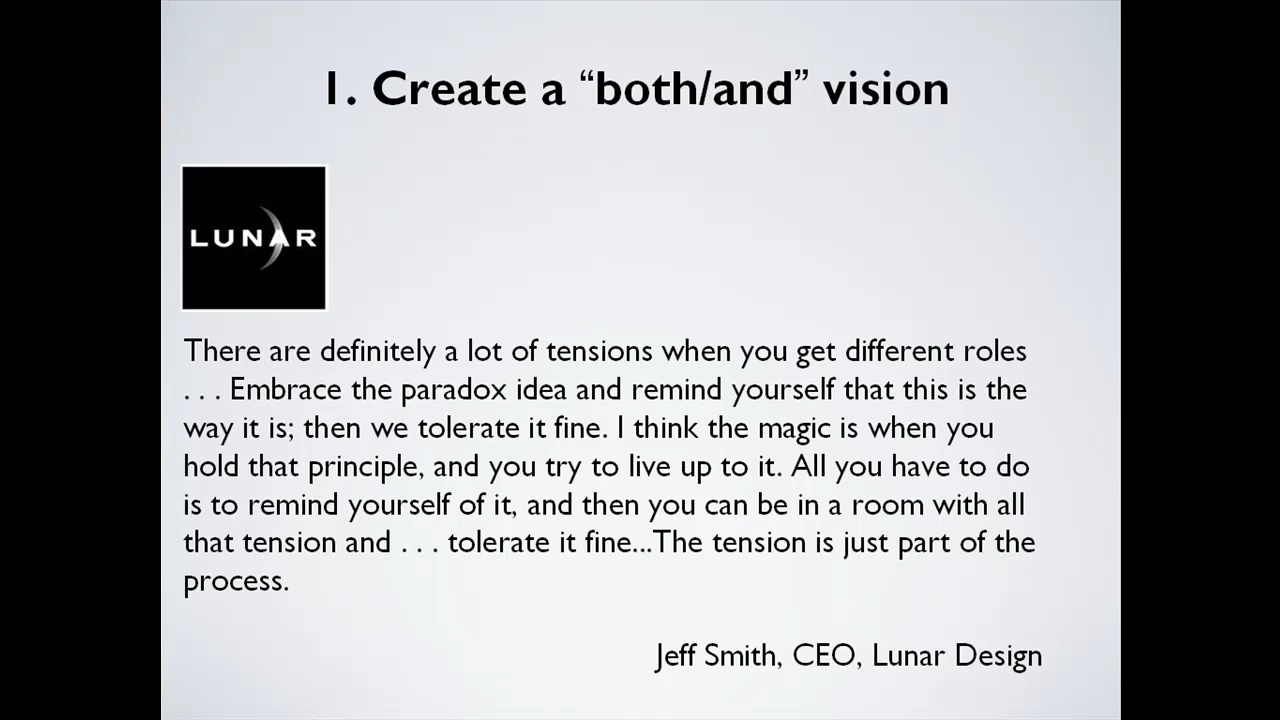 1. Create a “both/and” vision
LUNAR
There are definitely a lot of tensions when you get different roles
. . . Embrace the paradox idea and remind yourself that this is the
way it is; then we tolerate it fine. I think the magic is when you
hold that principle, and you try to live up to it. All you have to do
is to remind yourself of it, and then you can be in a room with all
that tension and . . . tolerate it fine...The tension is just part of the
process.
Jeff Smith, CEO, Lunar Design